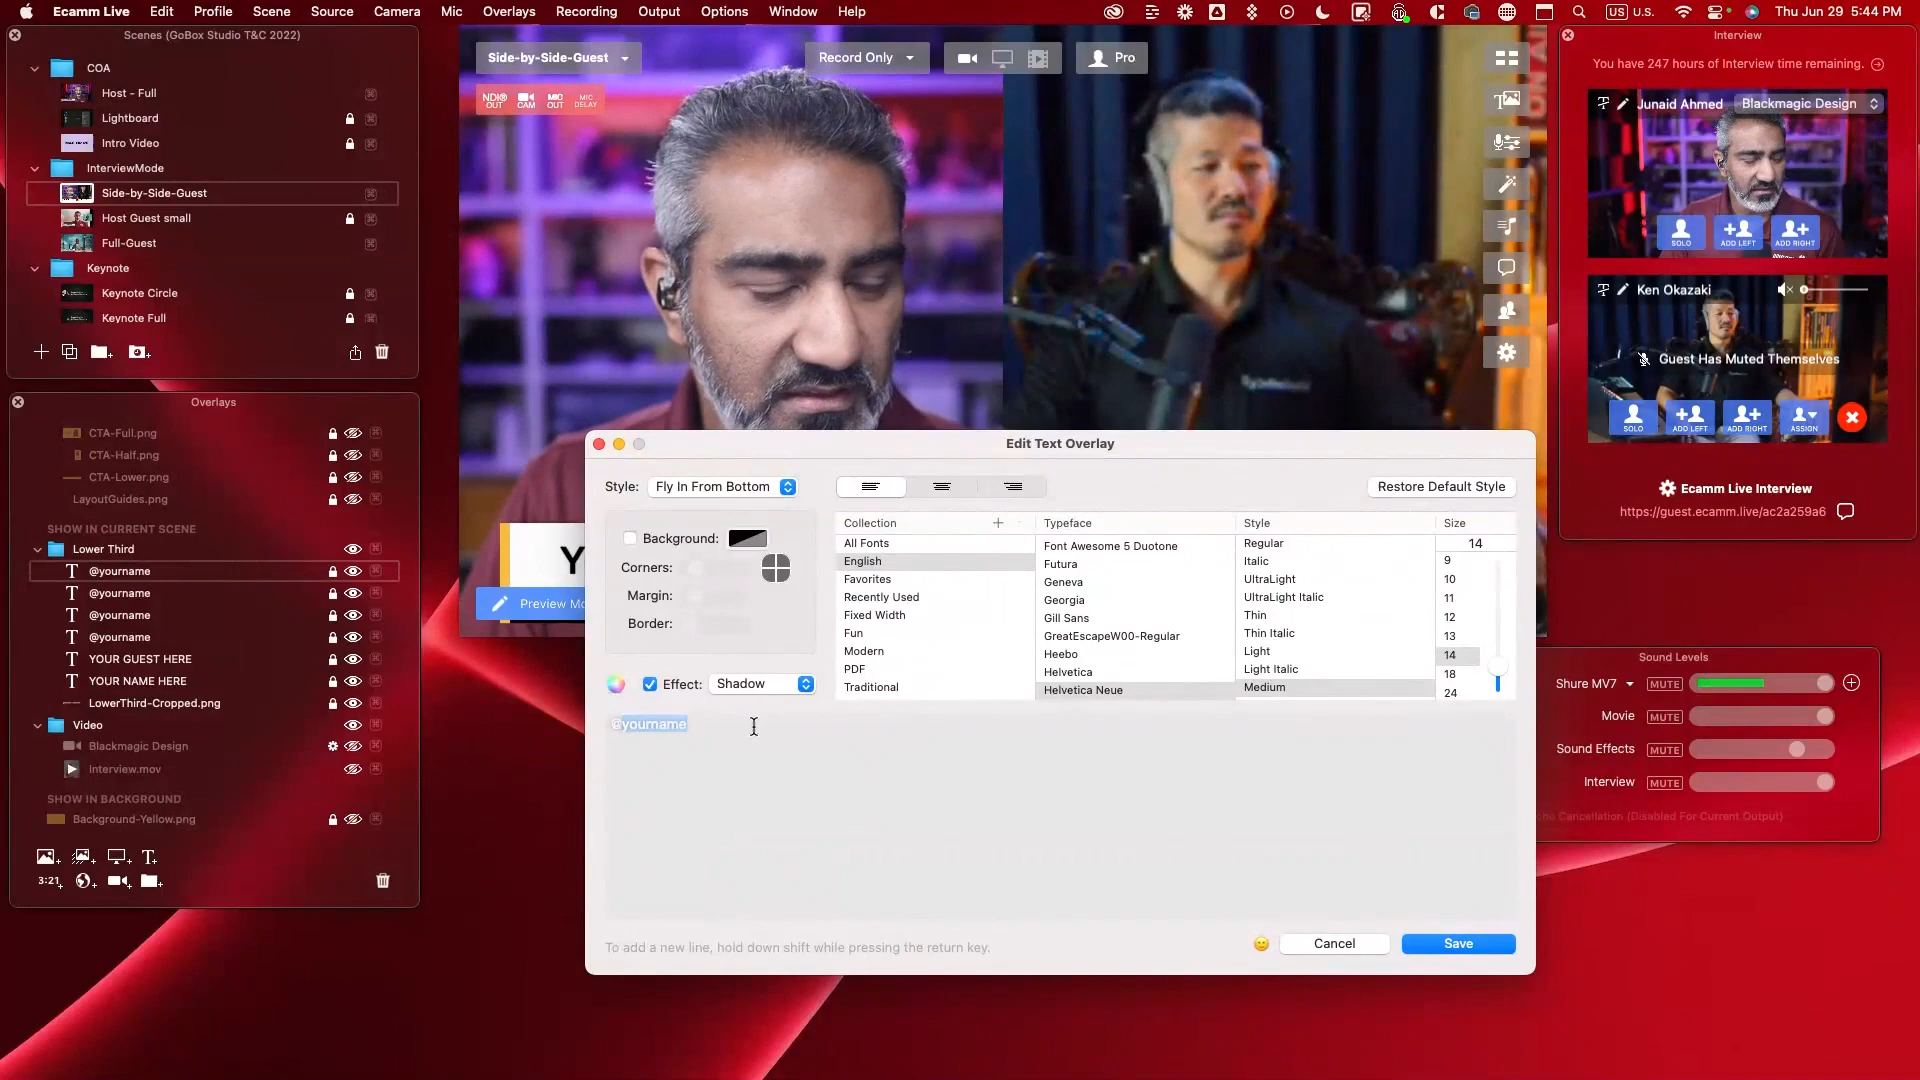 Ecamm Live Edit Profile Scene Source Camera Mic Overlays Recording Output Options Window Help US U.S. Thu Jun 29 5:44 PM
Scenes (GoBox Studio T&C 2022)
COA
Host - Full
Lightboard
Intro Video
InterviewMode
Side-by-Side-Guest
Host Guest small
Full-Guest
Keynote
Keynote Circle
Keynote Full
Overlays
CTA-Full.png
CTA-Half.png
CTA-Lower.png
LayoutGuides.png
SHOW IN CURRENT SCENE
Lower Third
@yourname
@yourname
@yourname
@yourname
YOUR GUEST HERE
YOUR NAME HERE
LowerThird-Cropped.png
Video
Blackmagic Design
Interview.mov
SHOW IN BACKGROUND
Background-Yellow.png
3:21
Side-by-Side-Guest
Record Only
Pro
NDI® OUT
CAM
MIC OUT
MIC DELAY
Y
Preview Mo
Edit Text Overlay
Style: Fly In From Bottom
Restore Default Style
Background:
Corners:
Margin:
Border:
Effect: Shadow
Collection
All Fonts
English
Favorites
Recently Used
Fixed Width
Fun
Modern
PDF
Traditional
Typeface
Font Awesome 5 Duotone
Futura
Geneva
Georgia
Gill Sans
GreatEscapeW00-Regular
Heebo
Helvetica
Helvetica Neue
Style
Regular
Italic
UltraLight
UltraLight Italic
Thin
Thin Italic
Light
Light Italic
Medium
Size
14
9
10
11
12
13
14
18
24
@yourname
To add a new line, hold down shift while pressing the return key.
Cancel
Save
Interview
You have 247 hours of Interview time remaining.
Junaid Ahmed Blackmagic Design
SOLO ADD LEFT ADD RIGHT
Ken Okazaki
Guest Has Muted Themselves
SOLO ADD LEFT ADD RIGHT ASSIGN
Ecamm Live Interview
https://guest.ecamm.live/ac2a259a6
Sound Levels
Shure MV7 MUTE
Movie MUTE
Sound Effects MUTE
Interview MUTE
cho Cancellation (Disabled For Current Output)